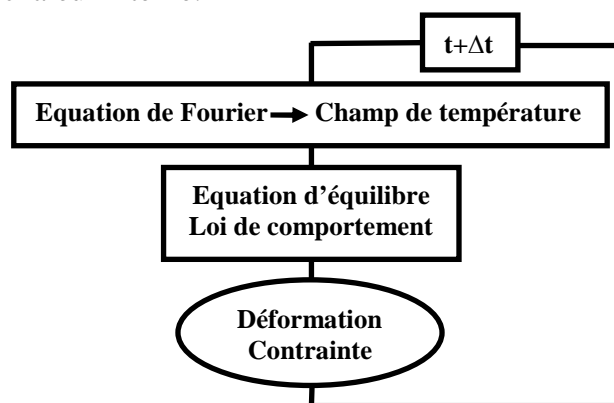 t+Δt
Equation de Fourier → Champ de température
Equation d’équilibre
Loi de comportement
Déformation
Contrainte